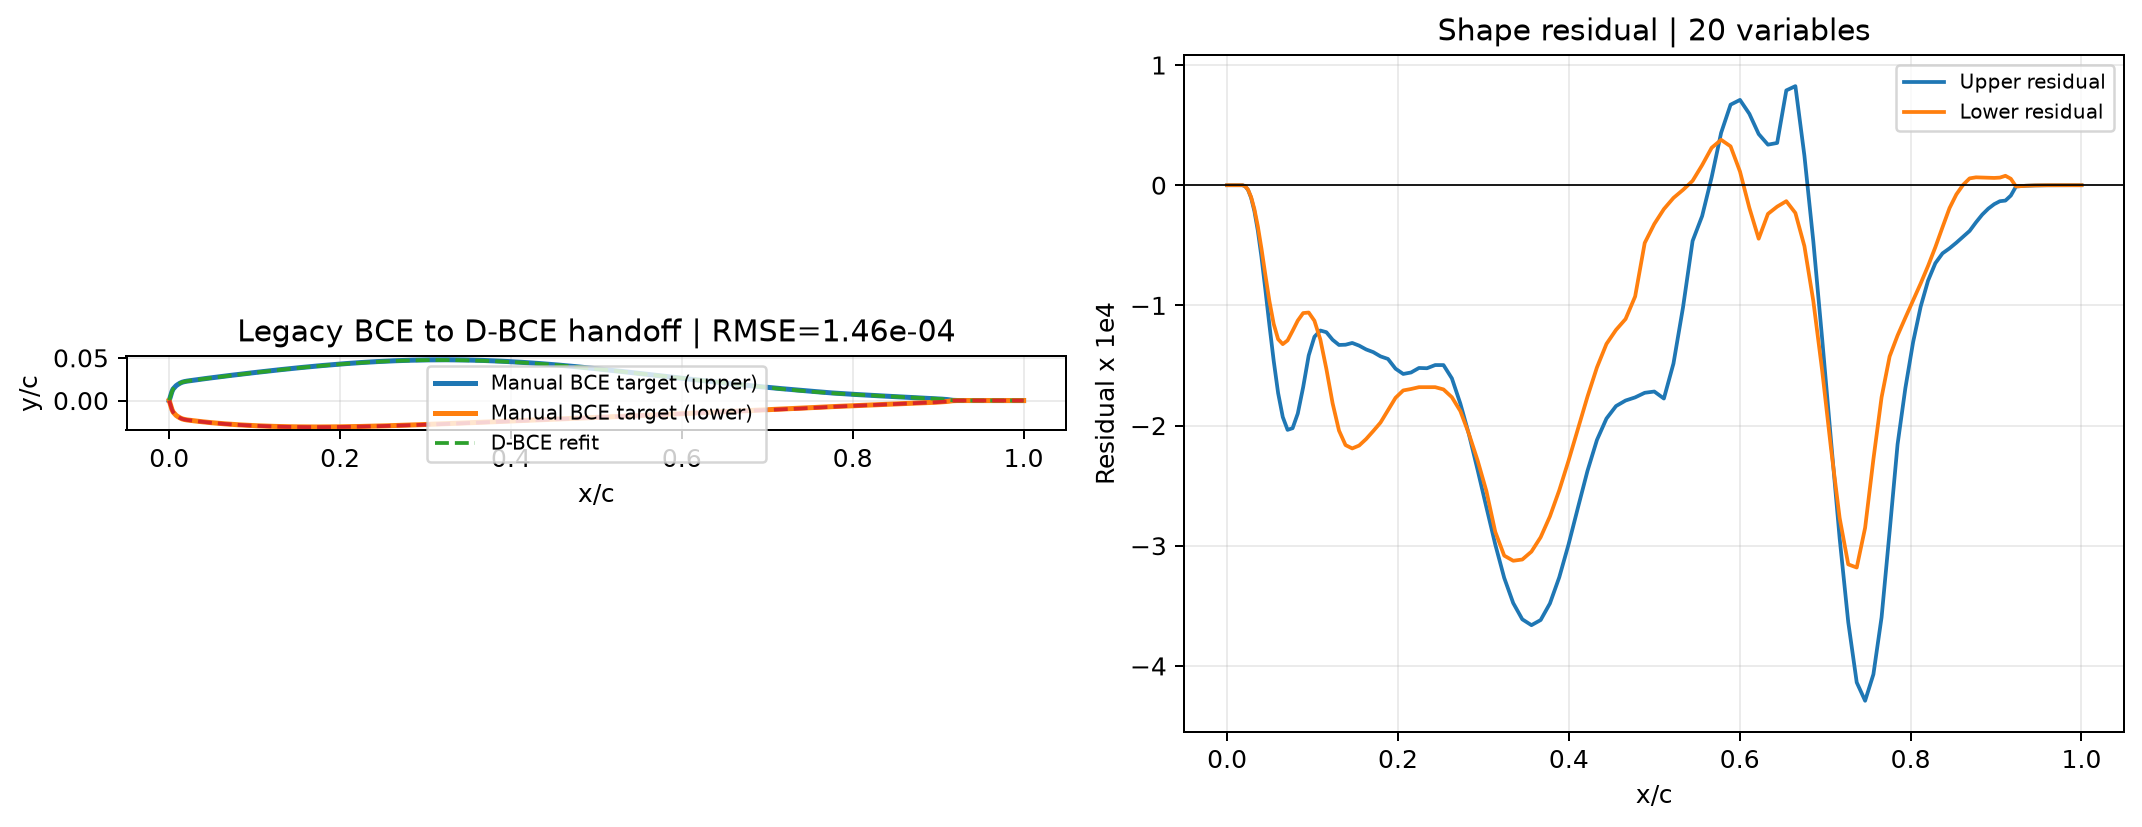 Legacy BCE to D-BCE handoff | RMSE=1.46e-04
y/c
0.05
0.00
Manual BCE target (upper)
Manual BCE target (lower)
D-BCE refit
0.0 0.2 0.4 0.6 0.8 1.0
x/c
Shape residual | 20 variables
Residual x 1e4
1
0
−1
−2
−3
−4
Upper residual
Lower residual
0.0 0.2 0.4 0.6 0.8 1.0
x/c